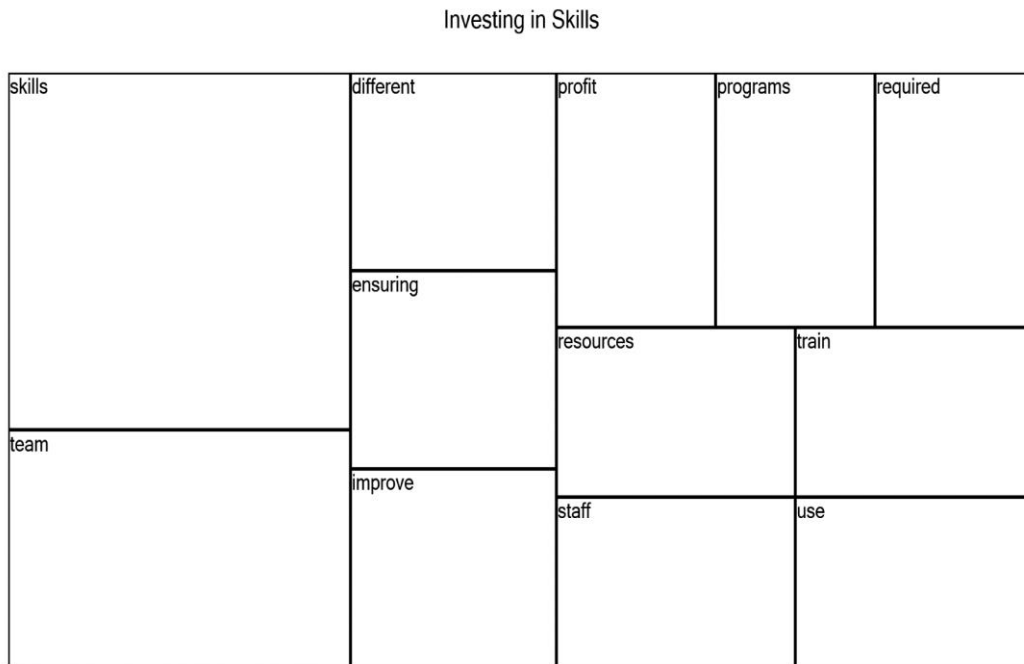 Investing in Skills
skills
different
profit
programs
required
ensuring
resources
train
team
improve
staff
use